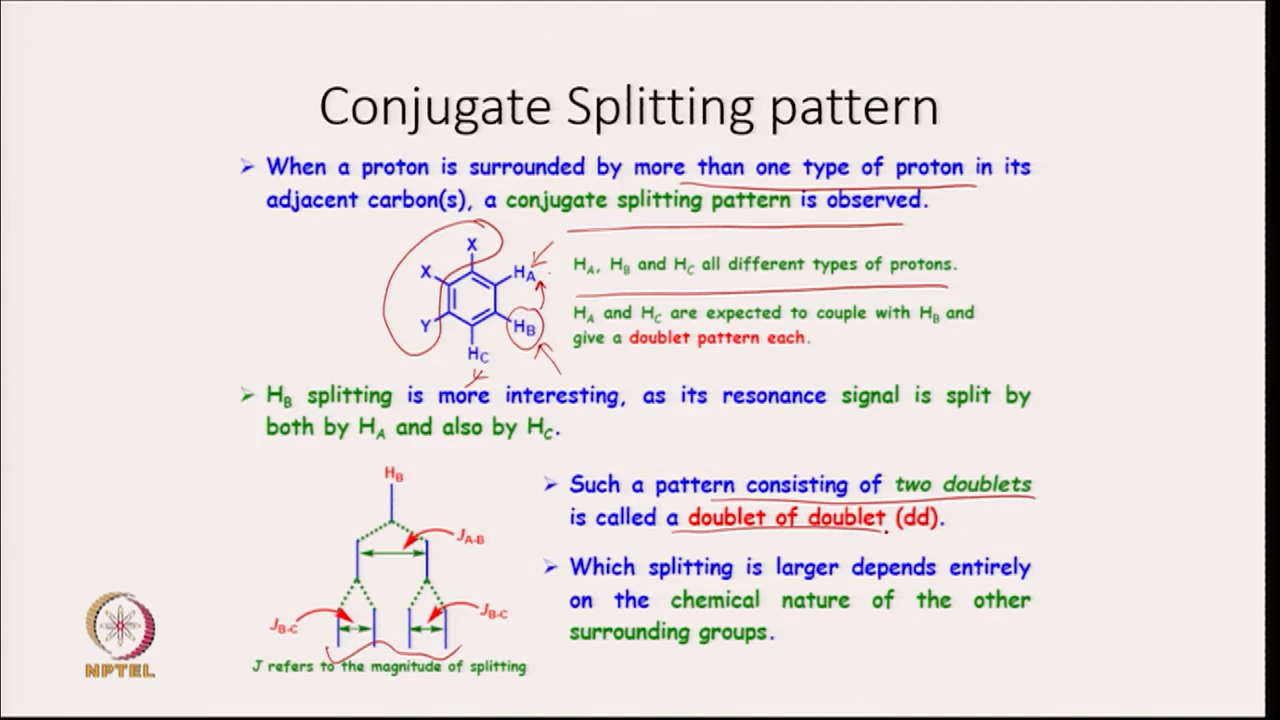 Conjugate Splitting pattern
When a proton is surrounded by more than one type of proton in its
adjacent carbon(s), a conjugate splitting pattern is observed.
X
X
HA
HA, HB and HC all different types of protons.
Y
HB
HA and HC are expected to couple with HB and
give a doublet pattern each.
HC
HB splitting is more interesting, as its resonance signal is split by
both by HA and also by HC.
HB
Such a pattern consisting of two doublets
is called a doublet of doublet (dd).
JA-B
Which splitting is larger depends entirely
on the chemical nature of the other
surrounding groups.
JB-C
JB-C
J refers to the magnitude of splitting
NPTEL